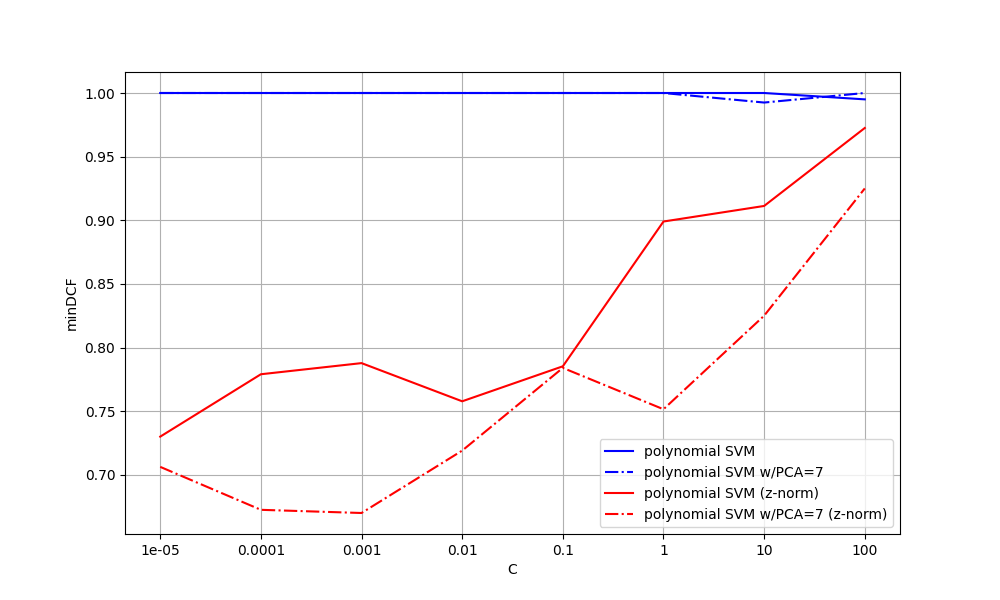 1.00
0.95
0.90
0.85
0.80
0.75
0.70
minDCF
polynomial SVM
polynomial SVM w/PCA=7
polynomial SVM (z-norm)
polynomial SVM w/PCA=7 (z-norm)
1e-05 0.0001 0.001 0.01 0.1 1 10 100
C